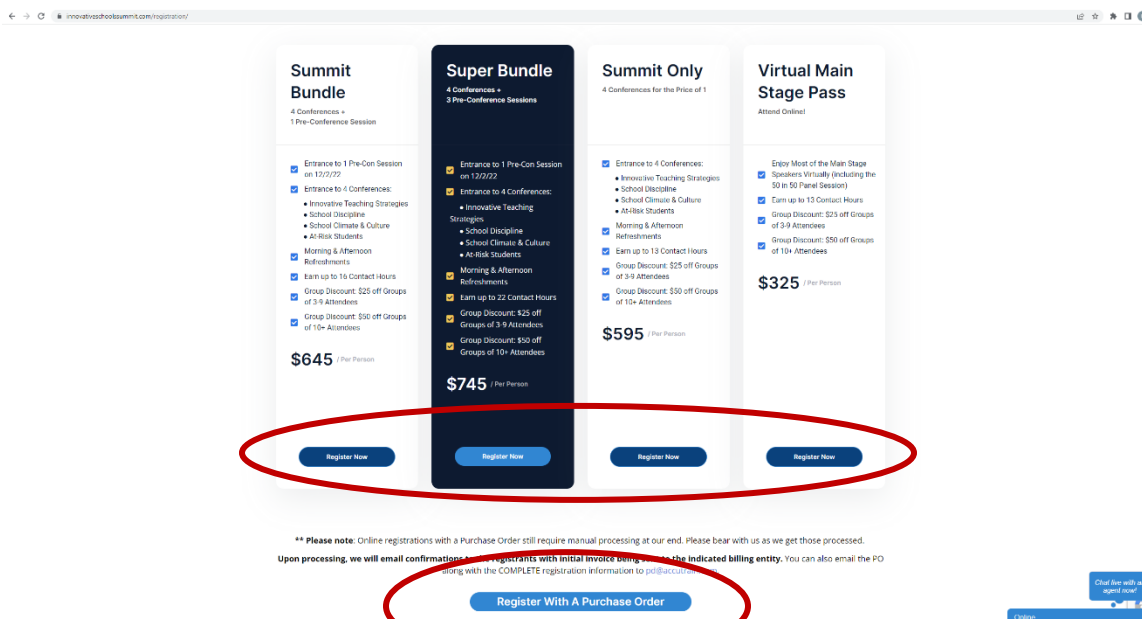 innovativeschoolssummit.com/registration/
Summit
Bundle
4 Conferences +
1 Pre-Conference Session
Entrance to 1 Pre-Con Session
on 12/2/22
Entrance to 4 Conferences:
• Innovative Teaching Strategies
• School Discipline
• School Climate & Culture
• At-Risk Students
Morning & Afternoon
Refreshments
Earn up to 16 Contact Hours
Group Discount: $25 off Groups
of 3-9 Attendees
Group Discount: $50 off Groups
of 10+ Attendees
$645 / Per Person
Register Now
Super Bundle
4 Conferences +
3 Pre-Conference Sessions
Entrance to 1 Pre-Con Session
on 12/2/22
Entrance to 4 Conferences:
• Innovative Teaching
Strategies
• School Discipline
• School Climate & Culture
• At-Risk Students
Morning & Afternoon
Refreshments
Earn up to 22 Contact Hours
Group Discount: $25 off
Groups of 3-9 Attendees
Group Discount: $50 off
Groups of 10+ Attendees
$745 / Per Person
Register Now
Summit Only
4 Conferences for the Price of 1
Entrance to 4 Conferences:
• Innovative Teaching Strategies
• School Discipline
• School Climate & Culture
• At-Risk Students
Morning & Afternoon
Refreshments
Earn up to 13 Contact Hours
Group Discount: $25 off Groups
of 3-9 Attendees
Group Discount: $50 off Groups
of 10+ Attendees
$595 / Per Person
Register Now
Virtual Main
Stage Pass
Attend Online!
Enjoy Most of the Main Stage
Speakers Virtually (including the
50 in 50 Panel Session)
Earn up to 13 Contact Hours
Group Discount: $25 off Groups
of 3-9 Attendees
Group Discount: $50 off Groups
of 10+ Attendees
$325 / Per Person
Register Now
** Please note: Online registrations with a Purchase Order still require manual processing at our end. Please bear with us as we get those processed.
Upon processing, we will email confirmations registrants with initial invoice being the indicated billing entity. You can also email the PO
along with the COMPLETE registration information to
Register With A Purchase Order
Chat live with
agent now!
Online